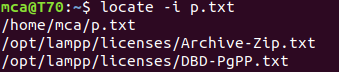 mca@T70:~$ locate -i p.txt
/home/mca/p.txt
/opt/lampp/licenses/Archive-Zip.txt
/opt/lampp/licenses/DBD-PgPP.txt